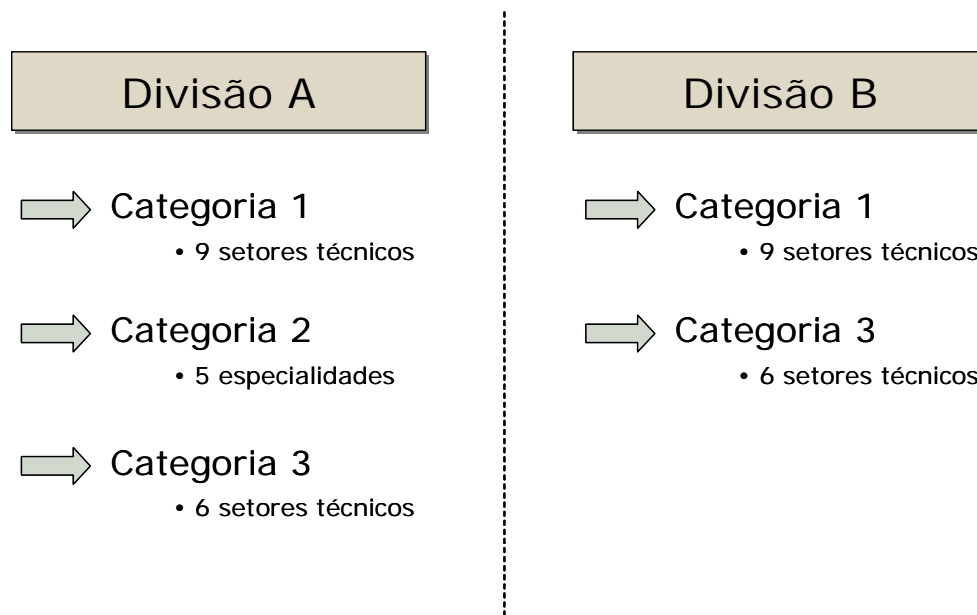 Divisão A
Categoria 1
• 9 setores técnicos
Categoria 2
• 5 especialidades
Categoria 3
• 6 setores técnicos
Divisão B
Categoria 1
• 9 setores técnicos
Categoria 3
• 6 setores técnicos